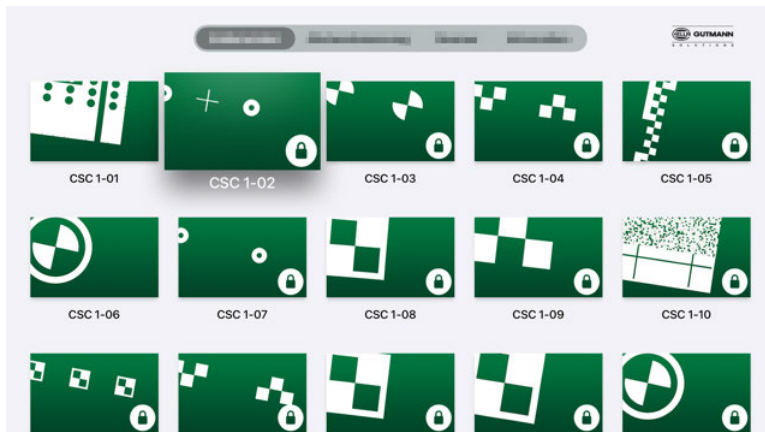 HELLA GUTMANN
SOLUTIONS
CSC 1-01
CSC 1-02
CSC 1-03
CSC 1-04
CSC 1-05
CSC 1-06
CSC 1-07
CSC 1-08
CSC 1-09
CSC 1-10